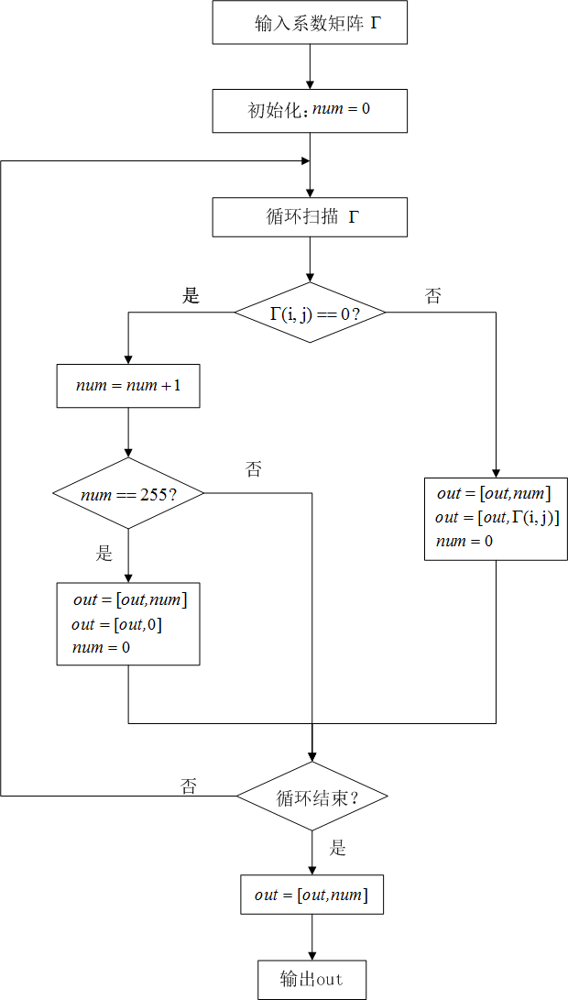 输入系数矩阵 Γ
初始化：num = 0
循环扫描 Γ
是
否
Γ(i, j) == 0？
num = num + 1
否
num == 255？
out = [out,num]
out = [out,Γ(i, j)]
num = 0
是
out = [out,num]
out = [out,0]
num = 0
否
循环结束？
是
out = [out,num]
输出out